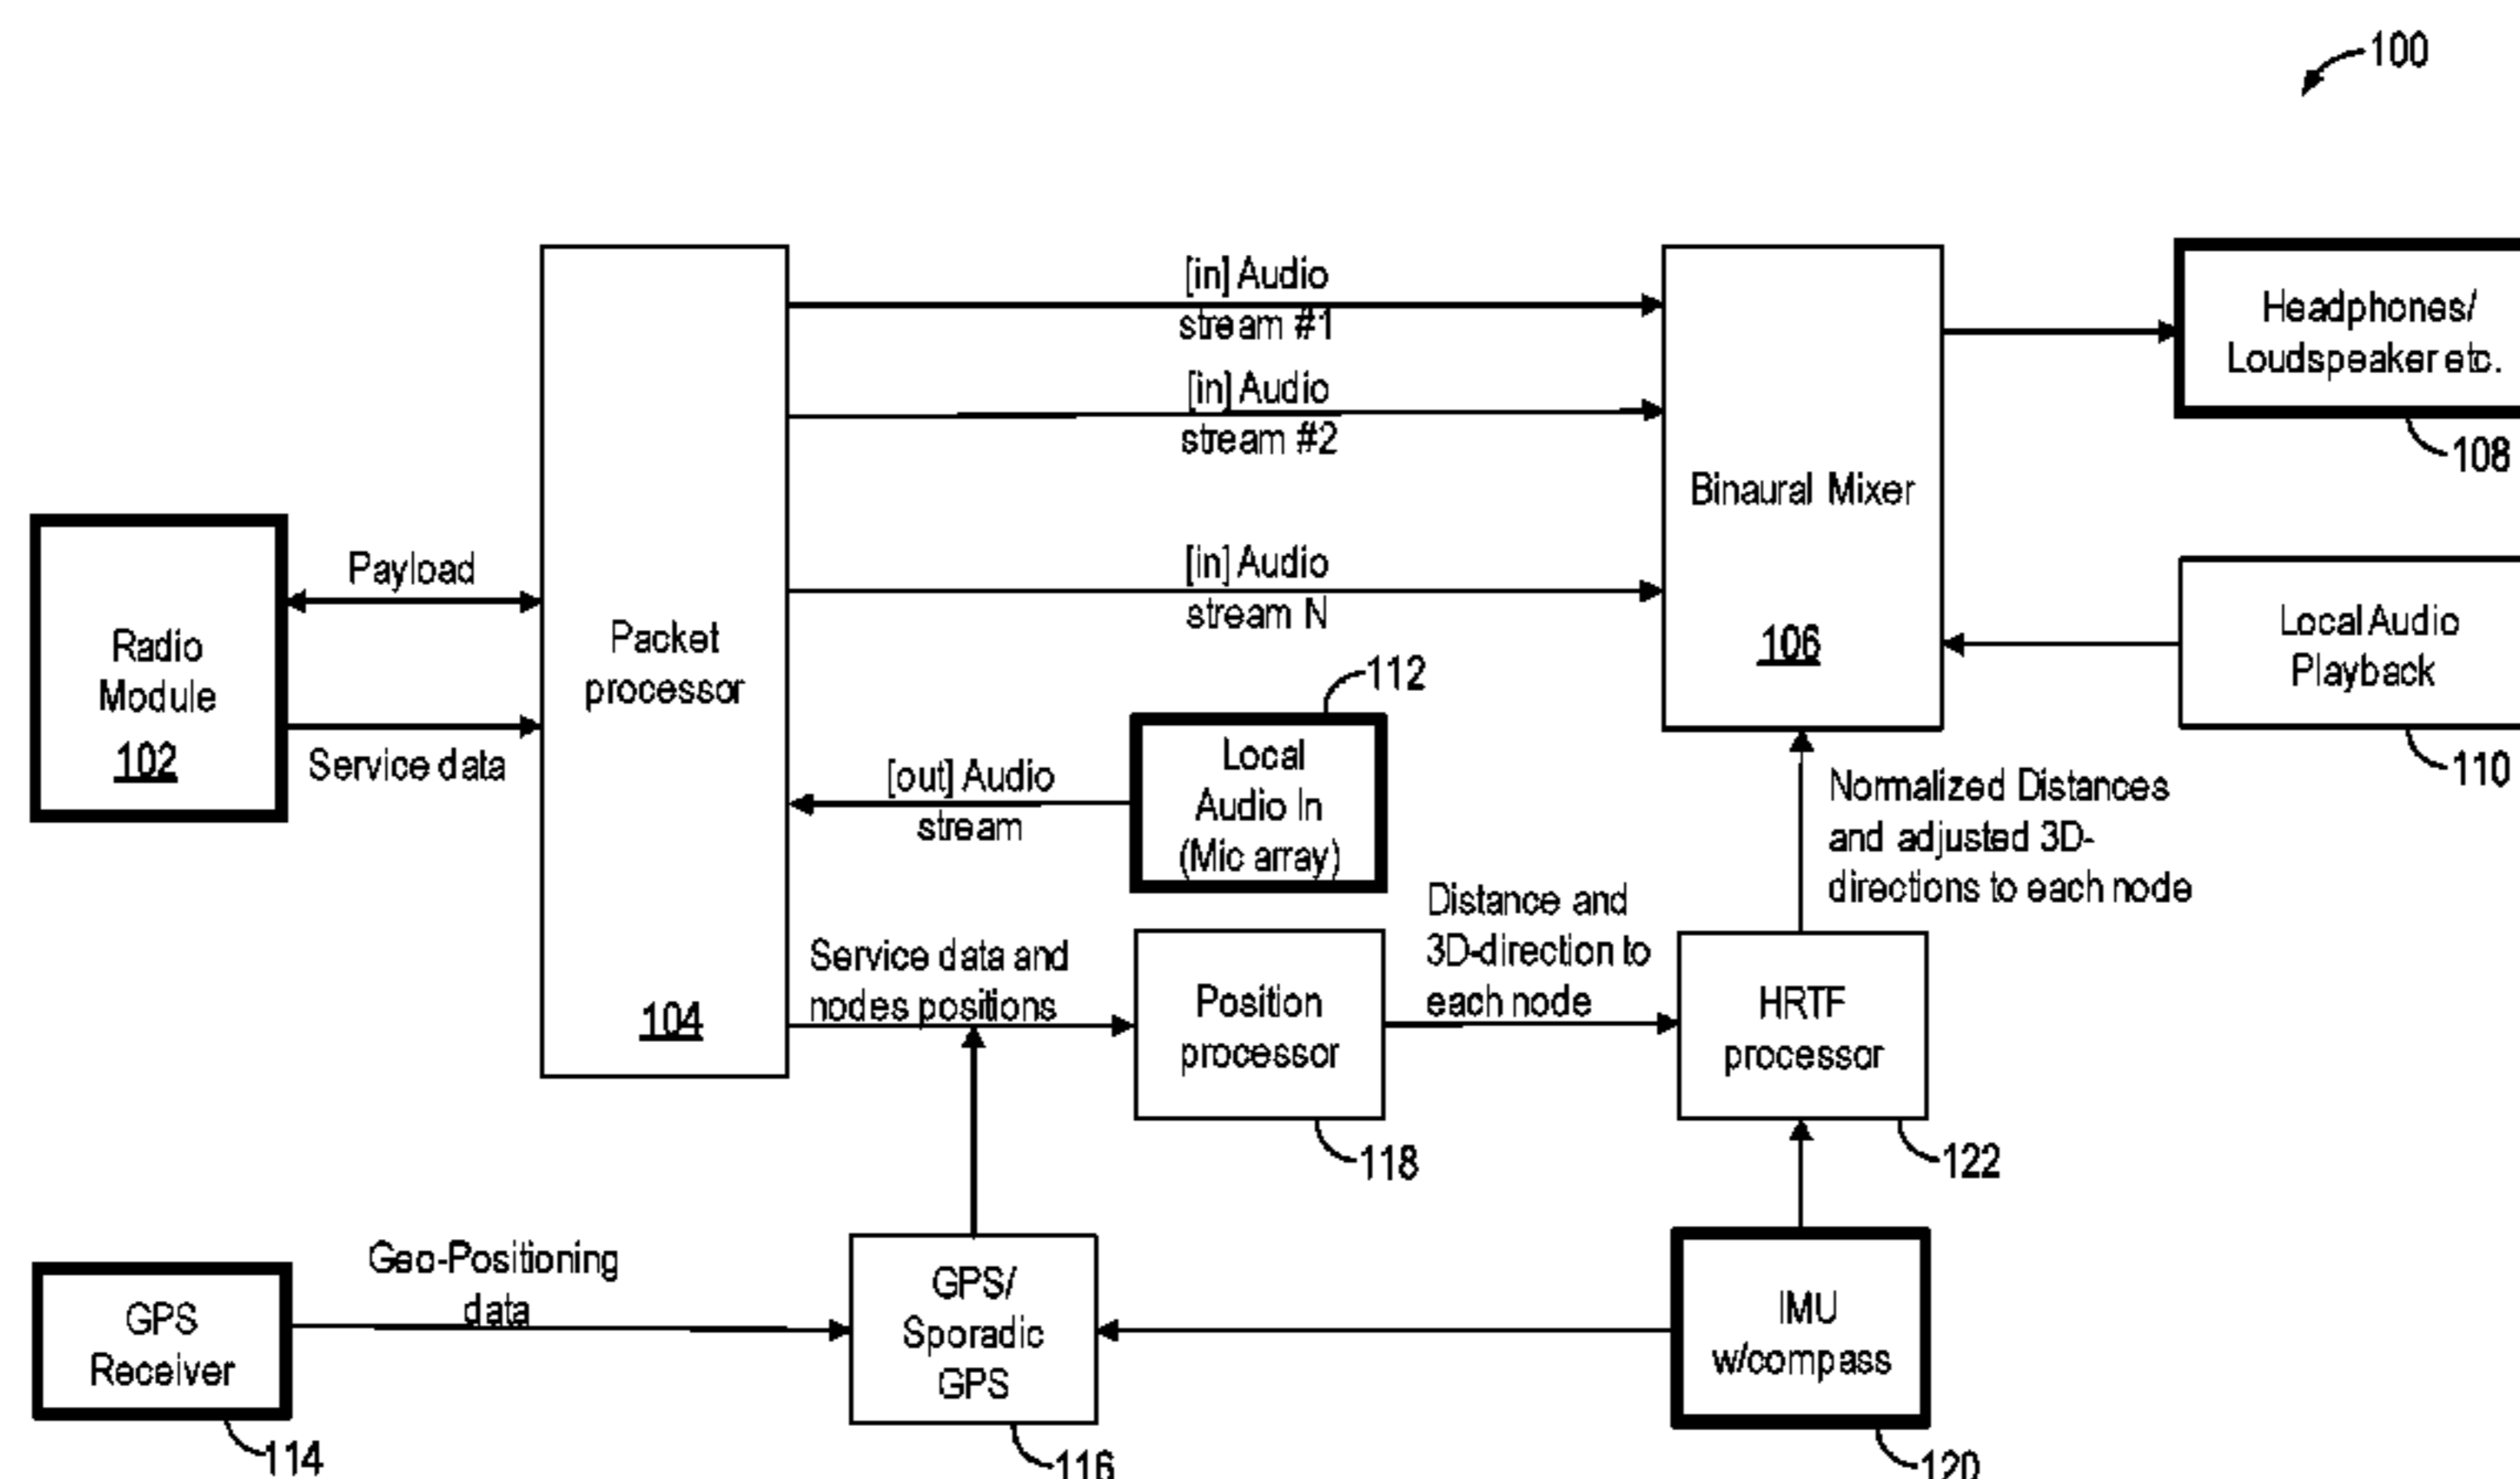 100
[in] Audio
stream #1
[in] Audio
stream #2
[in] Audio
stream N
Headphones/
Loudspeaker etc.
108
Binaural Mixer
106
Local Audio
Playback
110
Payload
Service data
Radio
Module
102
Packet
processor
104
112
Local
Audio In
(Mic array)
[out] Audio
stream
Normalized Distances
and adjusted 3D-
directions to each node
Service data and
nodes positions
Position
processor
118
Distance and
3D-direction to
each node
HRTF
processor
122
GPS
Receiver
114
Geo-Positioning
data
GPS/
Sporadic
GPS
116
IMU
w/compass
120